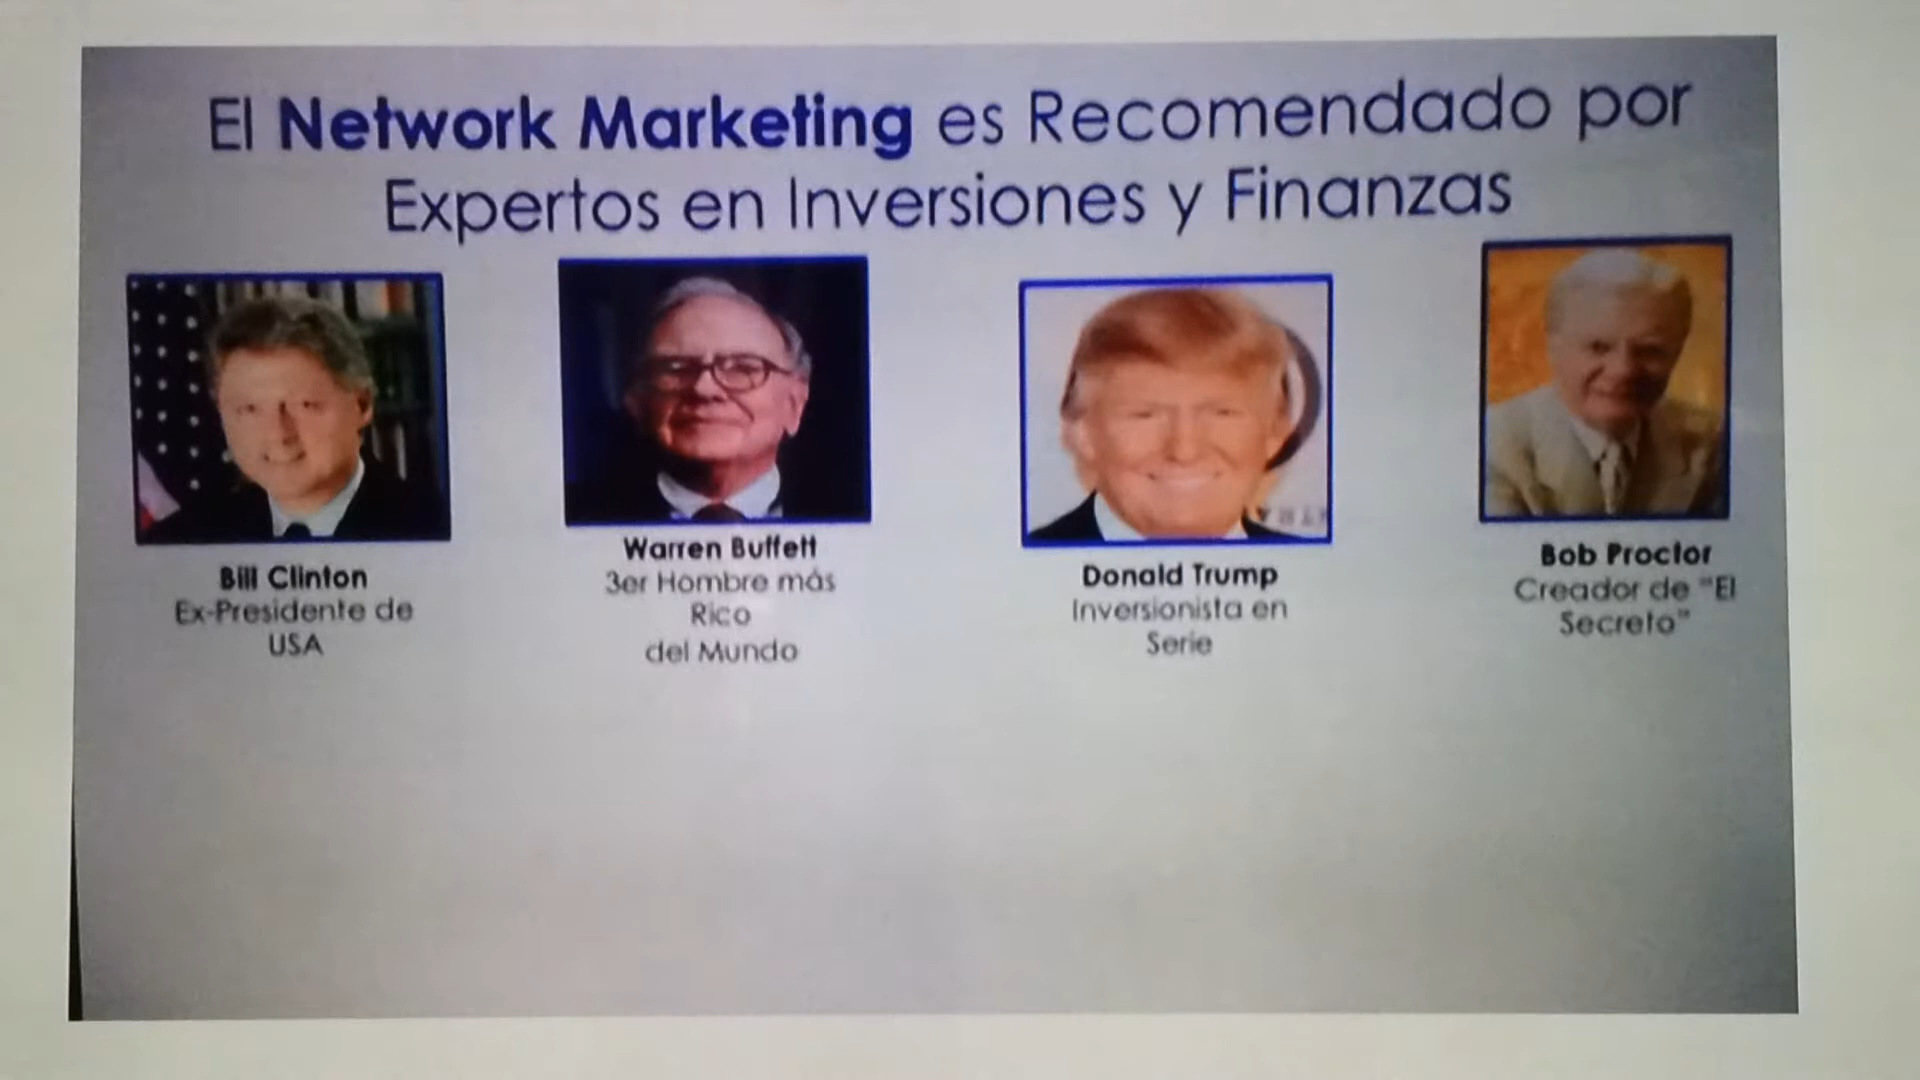 El Network Marketing es Recomendado por
Expertos en Inversiones y Finanzas
Bill Clinton
Ex-Presidente de
USA
Warren Buffett
3er Hombre más
Rico
del Mundo
Donald Trump
Inversionista en
Serie
Bob Proctor
Creador de "El
Secreto"